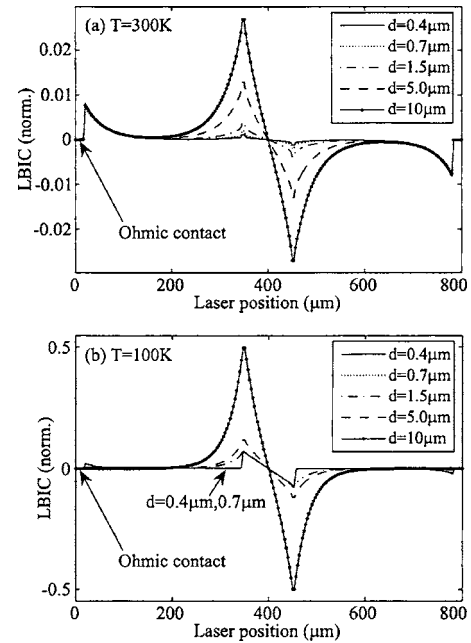 (a) T=300K
d=0.4μm
d=0.7μm
d=1.5μm
d=5.0μm
d=10μm
0.02
0.01
0
-0.01
-0.02
LBIC (norm.)
Ohmic contact
0 200 400 600 800
Laser position (μm)
(b) T=100K
d=0.4μm
d=0.7μm
d=1.5μm
d=5.0μm
d=10μm
0.5
0
-0.5
LBIC (norm.)
d=0.4μm,0.7μm
Ohmic contact
0 200 400 600 800
Laser position (μm)